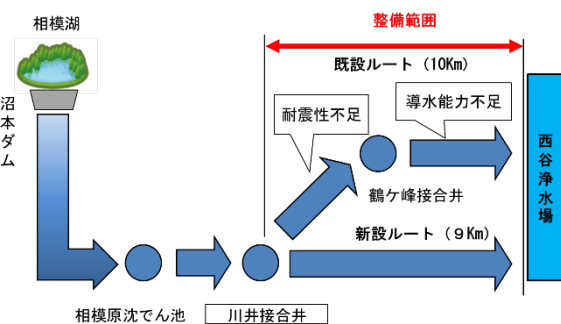 整備範囲
相模湖
既設ルート（10Km）
沼本ダム
耐震性不足
導水能力不足
西谷浄水場
鶴ケ峰接合井
新設ルート（９Km）
相模原沈でん池
川井接合井